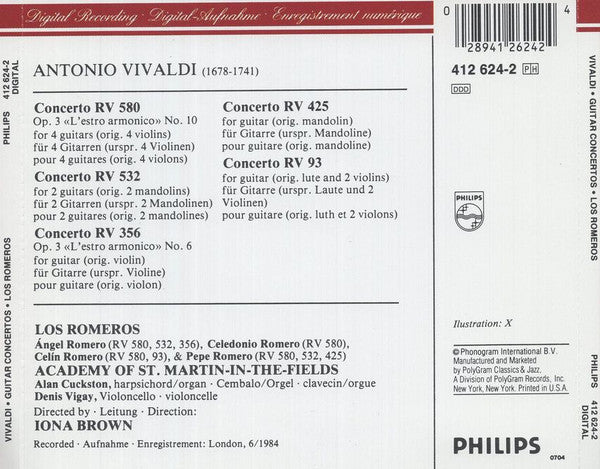 Digital Recording · Digital-Aufnahme · Enregistrement numérique
ANTONIO VIVALDI (1678-1741)
Concerto RV 580
Op. 3 «L'estro armonico» No. 10
for 4 guitars (orig. 4 violins)
für 4 Gitarren (urspr. 4 Violinen)
pour 4 guitares (orig. 4 violons)
Concerto RV 532
for 2 guitars (orig. 2 mandolins)
für 2 Gitarren (urspr. 2 Mandolinen)
pour 2 guitares (orig. 2 mandolines)
Concerto RV 356
Op. 3 «L'estro armonico» No. 6
for guitar (orig. violin)
für Gitarre (urspr. Violine)
pour guitare (orig. violon)
Concerto RV 425
for guitar (orig. mandolin)
für Gitarre (urspr. Mandoline)
pour guitare (orig. mandoline)
Concerto RV 93
for guitar (orig. lute and 2 violins)
für Gitarre (urspr. Laute und 2
Violinen)
pour guitare (orig. luth et 2 violons)
LOS ROMEROS
Ángel Romero (RV 580, 532, 356), Celedonio Romero (RV 580),
Celín Romero (RV 580, 93), & Pepe Romero (RV 580, 532, 425)
ACADEMY OF ST. MARTIN-IN-THE-FIELDS
Alan Cuckston, harpsichord/organ · Cembalo/Orgel · clavecin/orgue
Denis Vigay, Violoncello · violoncelle
Directed by · Leitung · Direction:
IONA BROWN
Recorded · Aufnahme · Enregistrement: London, 6/1984
0 28941 26242 4
412 624-2 PH
DDD
PHILIPS
Ilustration: X
© Phonogram International B.V.
Manufactured and Marketed
by PolyGram Classics & Jazz,
A Division of PolyGram Records, Inc.
New York, New York. Printed in U.S.A.
PHILIPS
0704
VIVALDI • GUITAR CONCERTOS • LOS ROMEROS
PHILIPS
412 624-2
DIGITAL
VIVALDI • GUITAR CONCERTOS • LOS ROMEROS
PHILIPS
412 624-2
DIGITAL